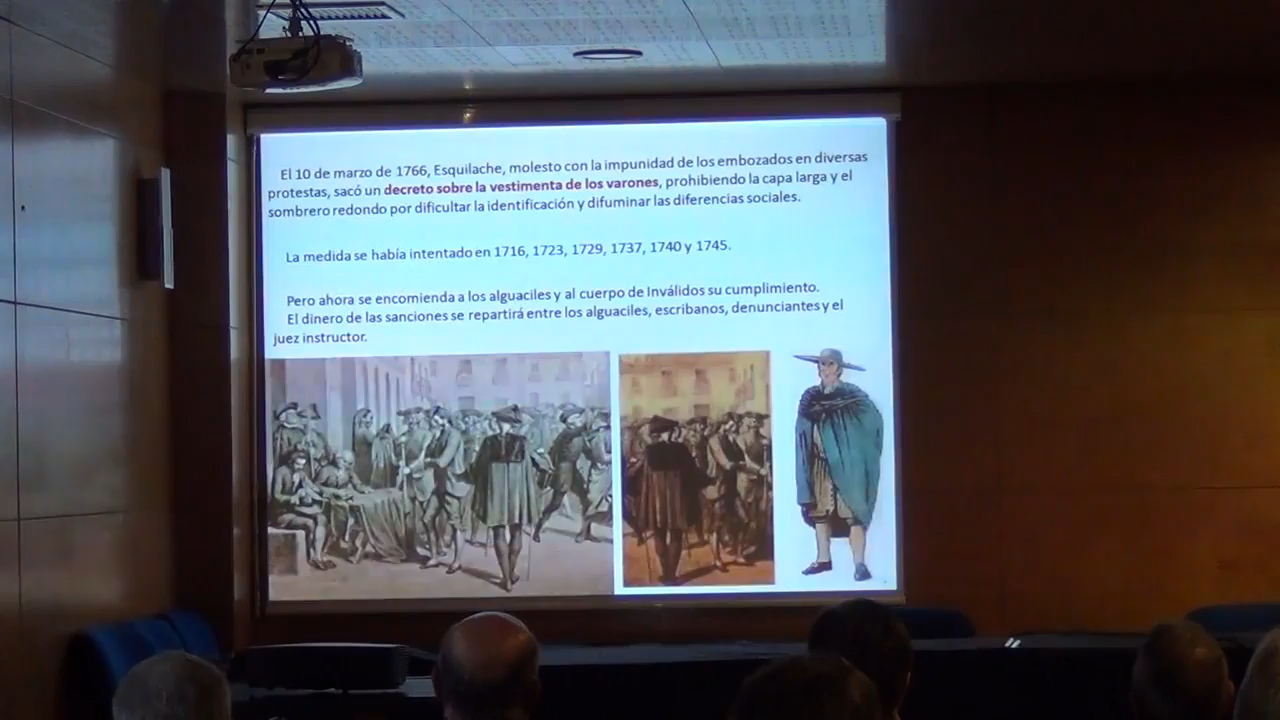 El 10 de marzo de 1766, Esquilache, molesto con la impunidad de los embozados en diversas
protestas, sacó un decreto sobre la vestimenta de los varones, prohibiendo la capa larga y el
sombrero redondo por dificultar la identificación y difuminar las diferencias sociales.
La medida se había intentado en 1716, 1723, 1729, 1737, 1740 y 1745.
Pero ahora se encomienda a los alguaciles y al cuerpo de Inválidos su cumplimiento.
El dinero de las sanciones se repartirá entre los alguaciles, escribanos, denunciantes y el
juez instructor.